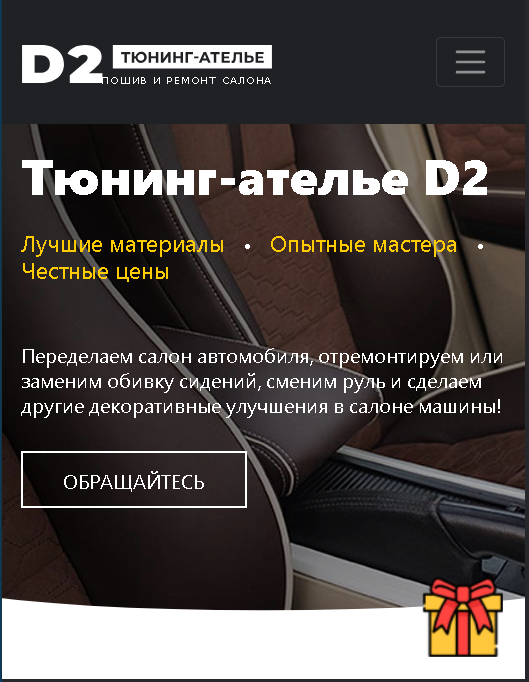 D2 ТЮНИНГ-АТЕЛЬЕ
ПОШИВ И РЕМОНТ САЛОНА
Тюнинг-ателье D2
Лучшие материалы • Опытные мастера •
Честные цены
Переделаем салон автомобиля, отремонтируем или
заменим обивку сидений, сменим руль и сделаем
другие декоративные улучшения в салоне машины!
ОБРАЩАЙТЕСЬ